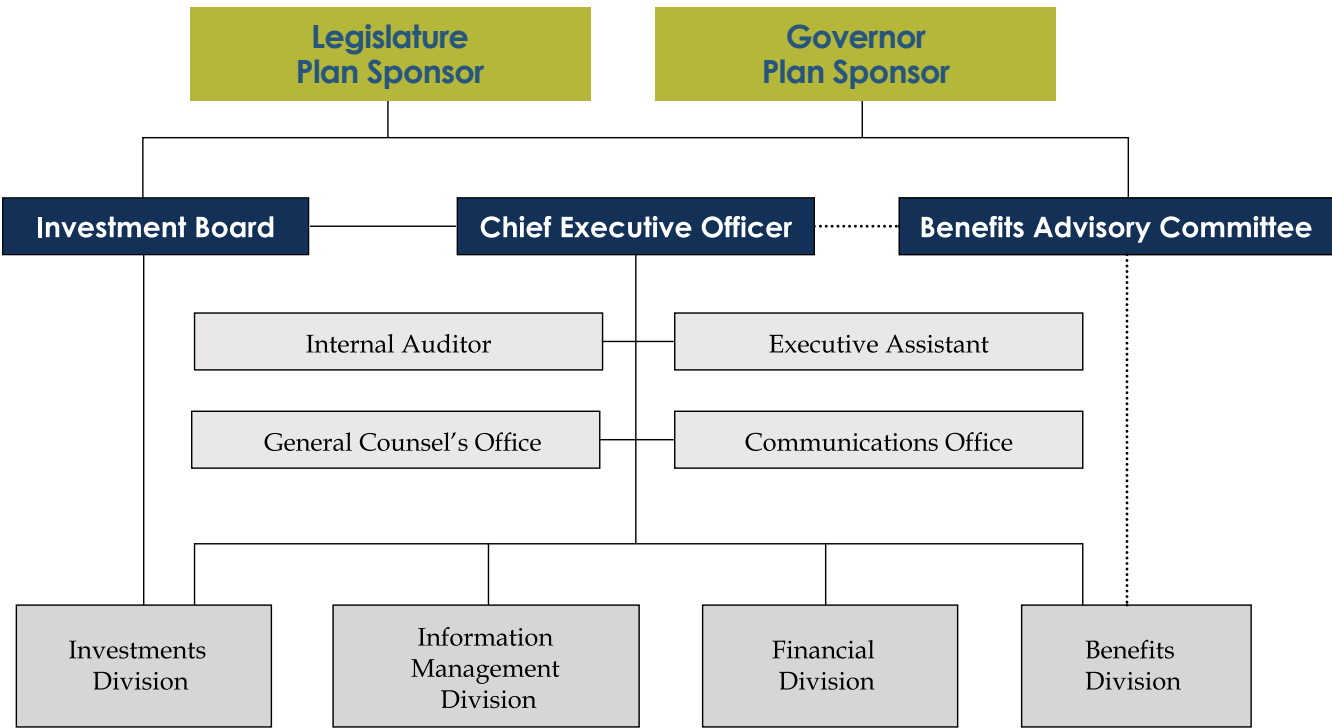 Legislature
Plan Sponsor
Governor
Plan Sponsor
Investment Board
Chief Executive Officer
Benefits Advisory Committee
Internal Auditor
Executive Assistant
General Counsel’s Office
Communications Office
Investments
Division
Information
Management
Division
Financial
Division
Benefits
Division